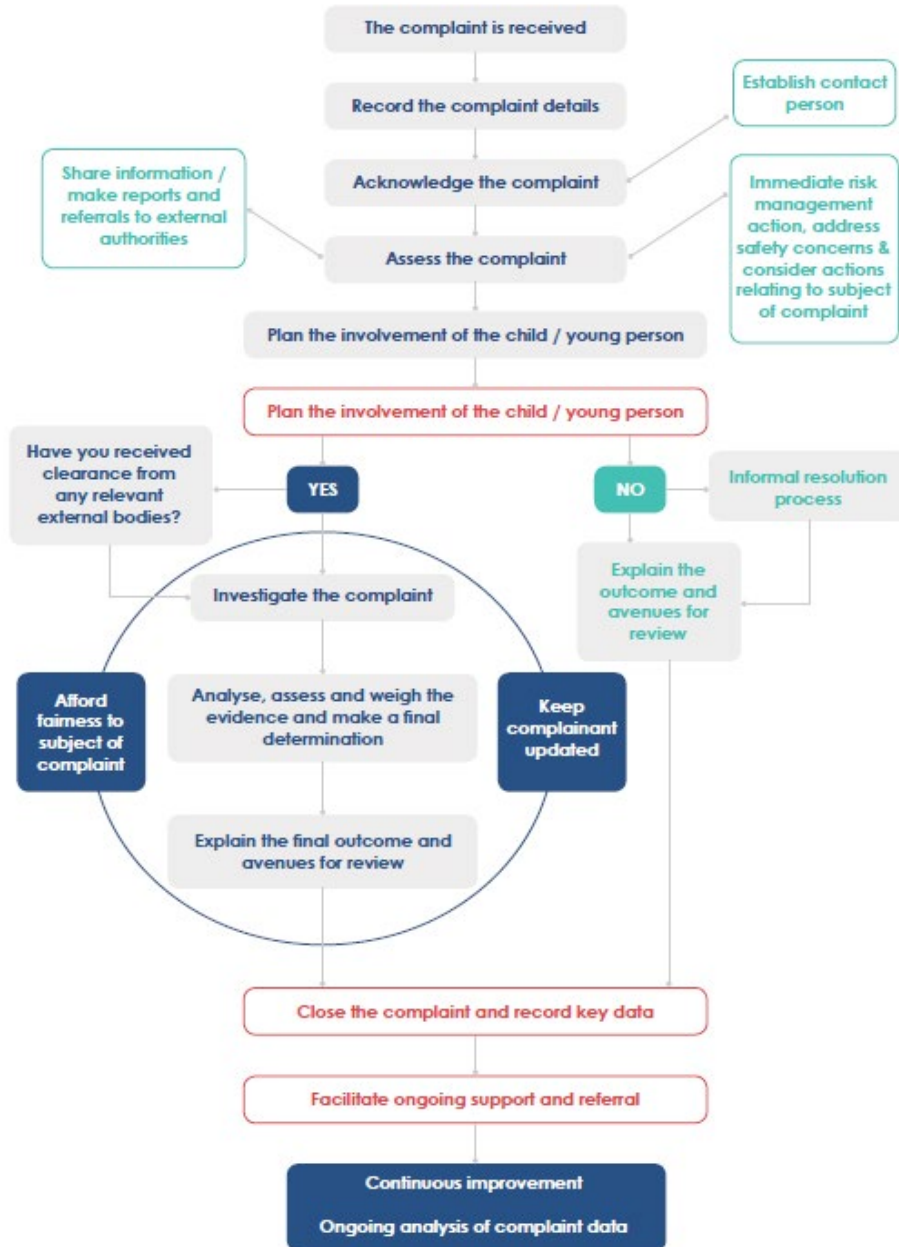 The complaint is received
Record the complaint details
Establish contact
person
Acknowledge the complaint
Share information /
make reports and
referrals to external
authorities
Immediate risk
management
action, address
safety concerns &
consider actions
relating to subject
of complaint
Assess the complaint
Plan the involvement of the child / young person
Plan the involvement of the child / young person
Have you received
clearance from
any relevant
external bodies?
YES
NO
Informal resolution
process
Investigate the complaint
Explain the
outcome and
avenues for
review
Afford
fairness to
subject of
complaint
Analyse, assess and weigh the
evidence and make a final
determination
Keep
complainant
updated
Explain the final outcome and
avenues for review
Close the complaint and record key data
Facilitate ongoing support and referral
Continuous improvement
Ongoing analysis of complaint data